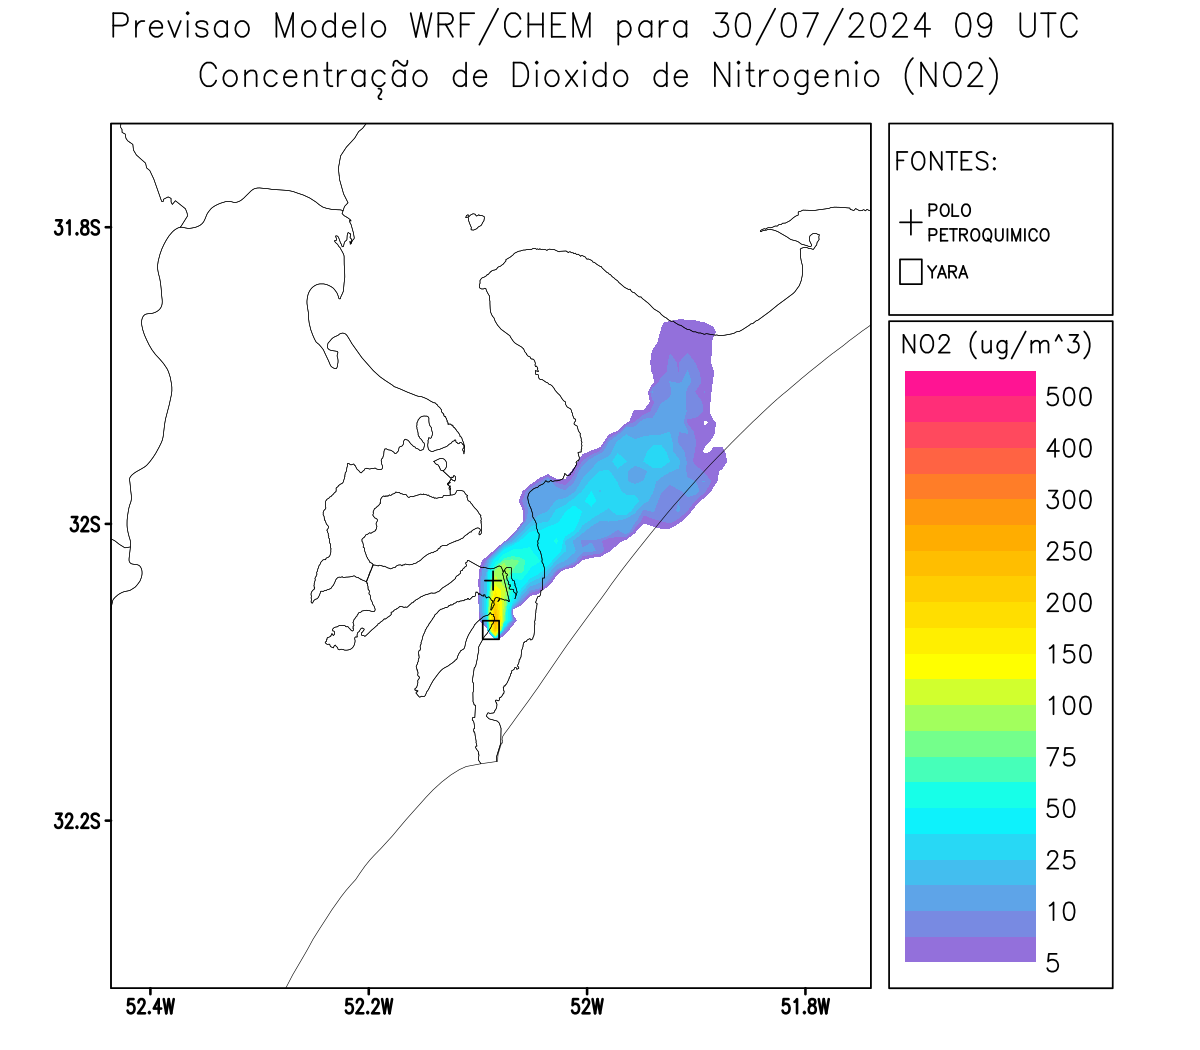 Previsao Modelo WRF/CHEM para 30/07/2024 09 UTC
Concentração de Dioxido de Nitrogenio (NO2)
FONTES:
POLO
PETROQUIMICO
YARA
31.8S
32S
32.2S
52.4W
52.2W
52W
51.8W
NO2 (ug/m^3)
500
400
300
250
200
150
100
75
50
25
10
5